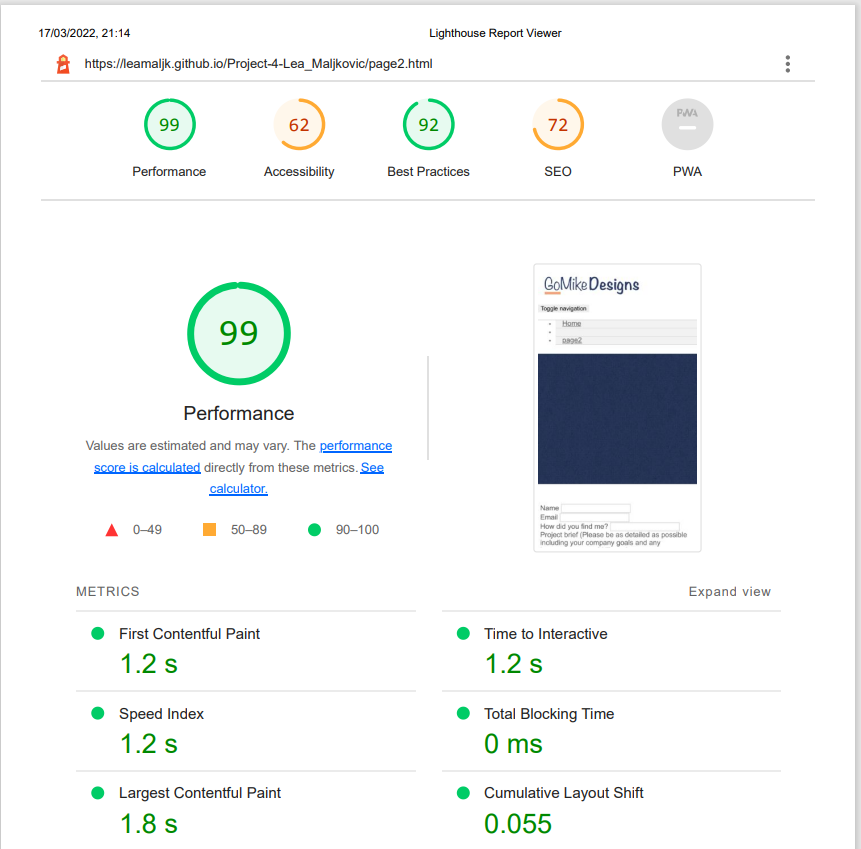 17/03/2022, 21:14 Lighthouse Report Viewer
https://leamaljk.github.io/Project-4-Lea_Maljkovic/page2.html
99 62 92 72 PWA
Performance Accessibility Best Practices SEO PWA
GoMikeDesigns
Toggle navigation
Home
page2
Name
Email
How did you find me?
Project brief (Please be as detailed as possible
including your company goals and any
99
Performance
Values are estimated and may vary. The performance
score is calculated directly from these metrics. See
calculator.
0–49 50–89 90–100
METRICS Expand view
First Contentful Paint
1.2 s
Time to Interactive
1.2 s
Speed Index
1.2 s
Total Blocking Time
0 ms
Largest Contentful Paint
1.8 s
Cumulative Layout Shift
0.055